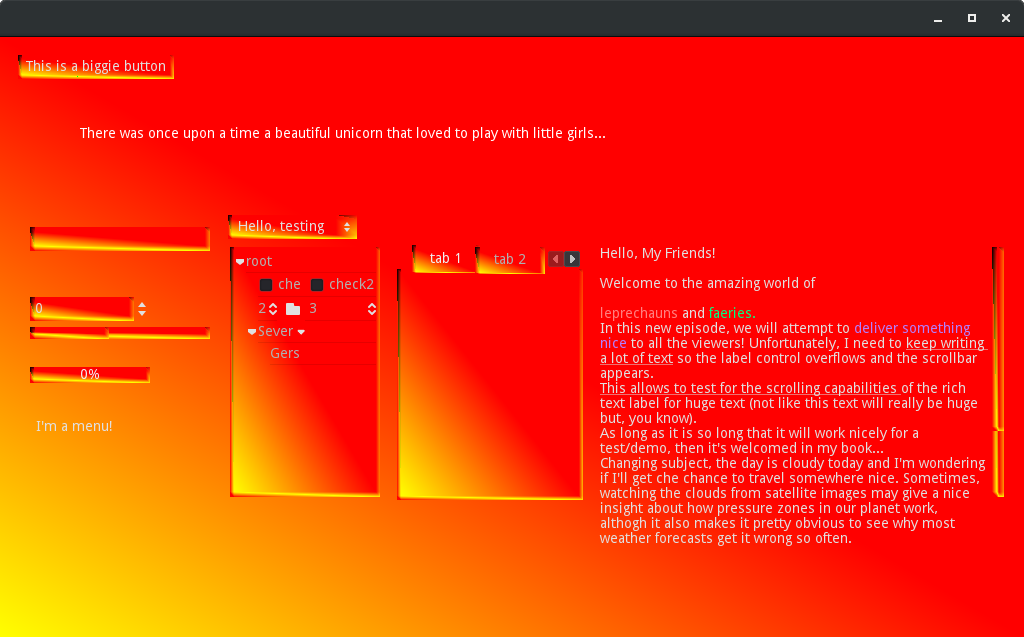 This is a biggie button
There was once upon a time a beautiful unicorn that loved to play with little girls...
Hello, testing
0
0%
I'm a menu!
root
che check2
2 3
Sever
Gers
tab 1 tab 2
Hello, My Friends!
Welcome to the amazing world of
leprechauns and faeries.
In this new episode, we will attempt to deliver something
nice to all the viewers! Unfortunately, I need to keep writing
a lot of text so the label control overflows and the scrollbar
appears.
This allows to test for the scrolling capabilities of the rich
text label for huge text (not like this text will really be huge
but, you know).
As long as it is so long that it will work nicely for a
test/demo, then it's welcomed in my book...
Changing subject, the day is cloudy today and I'm wondering
if I'll get che chance to travel somewhere nice. Sometimes,
watching the clouds from satellite images may give a nice
insight about how pressure zones in our planet work,
althogh it also makes it pretty obvious to see why most
weather forecasts get it wrong so often.